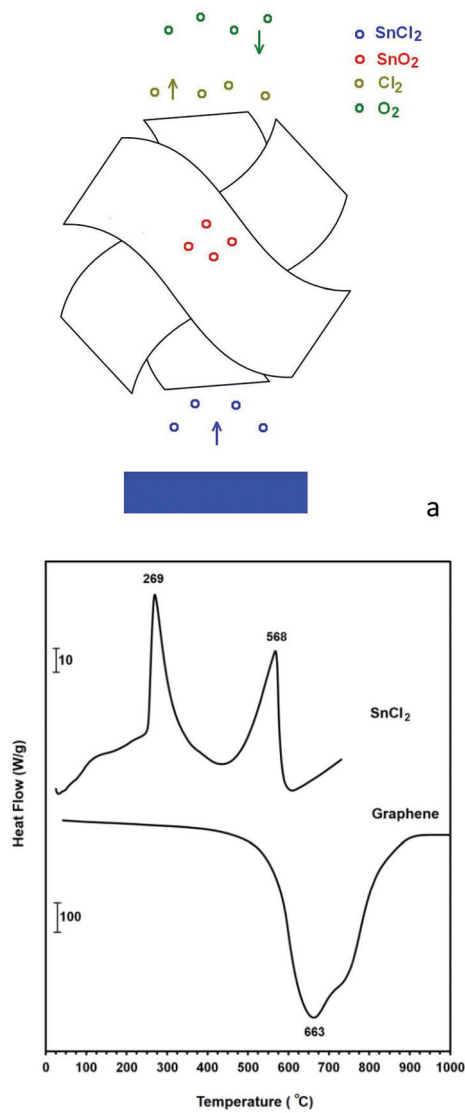 SnCl₂
SnO₂
Cl₂
O₂
a
269
568
10
SnCl₂
Graphene
100
663
Heat Flow (W/g)
0 100 200 300 400 500 600 700 800 900 1000
Temperature ( °C)